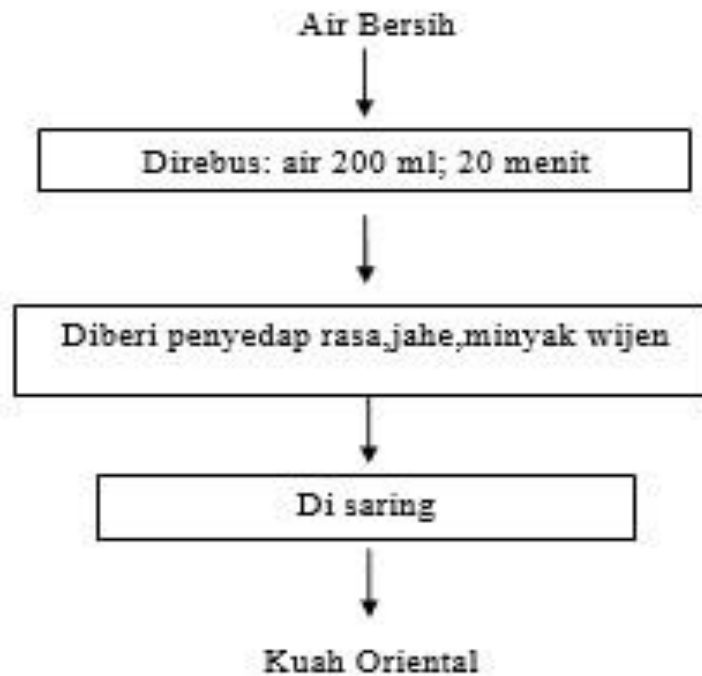 Air Bersih
Direbus: air 200 ml; 20 menit
Diberi penyedap rasa,jahe,minyak wijen
Di saring
Kuah Oriental